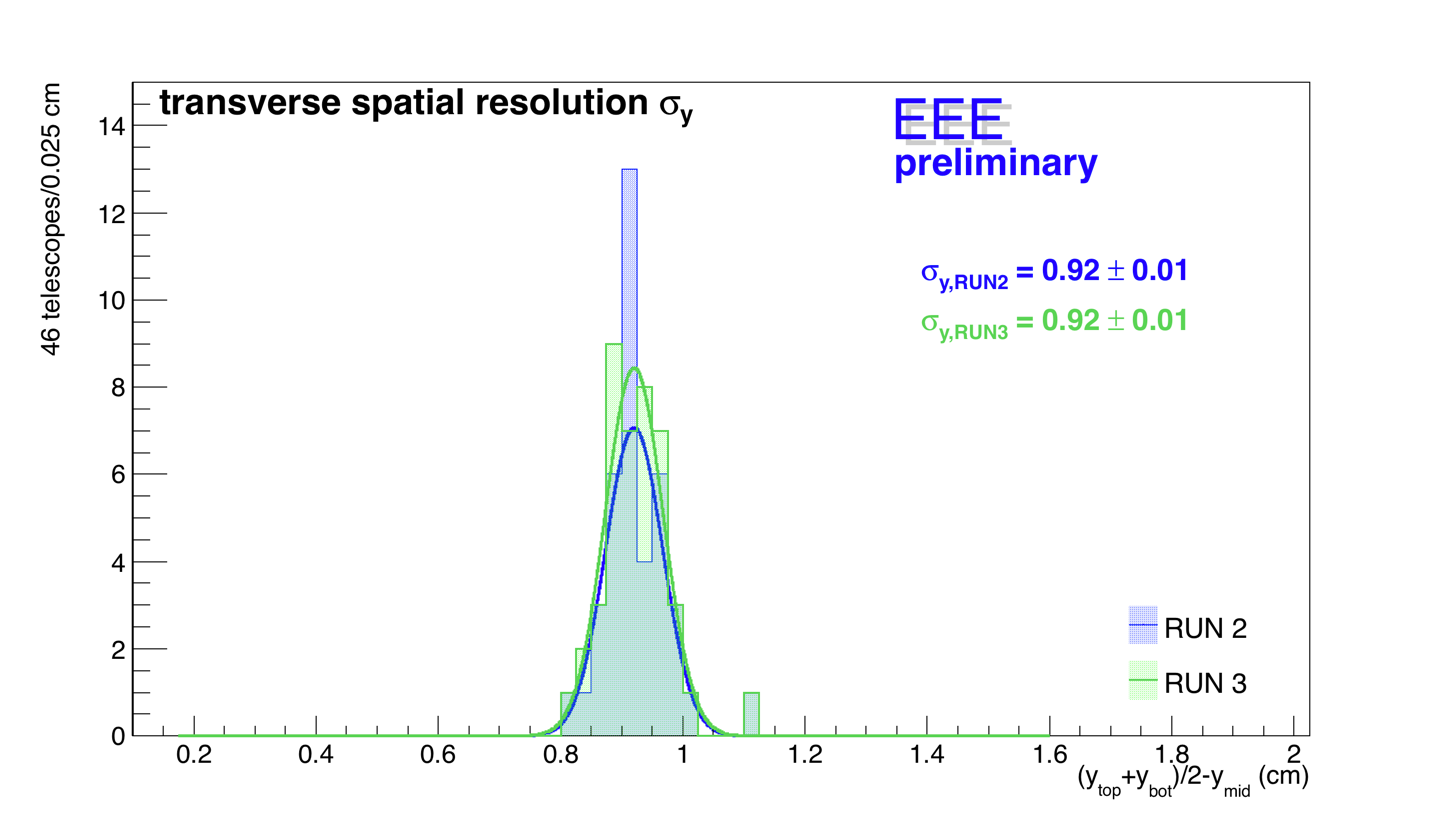 transverse spatial resolution σy
EEE
preliminary
46 telescopes/0.025 cm
14
12
10
8
6
4
2
0
σy,RUN2 = 0.92 ± 0.01
σy,RUN3 = 0.92 ± 0.01
RUN 2
RUN 3
0.2 0.4 0.6 0.8 1 1.2 1.4 1.6 1.8 2
(ytop+ybot)/2-ymid (cm)